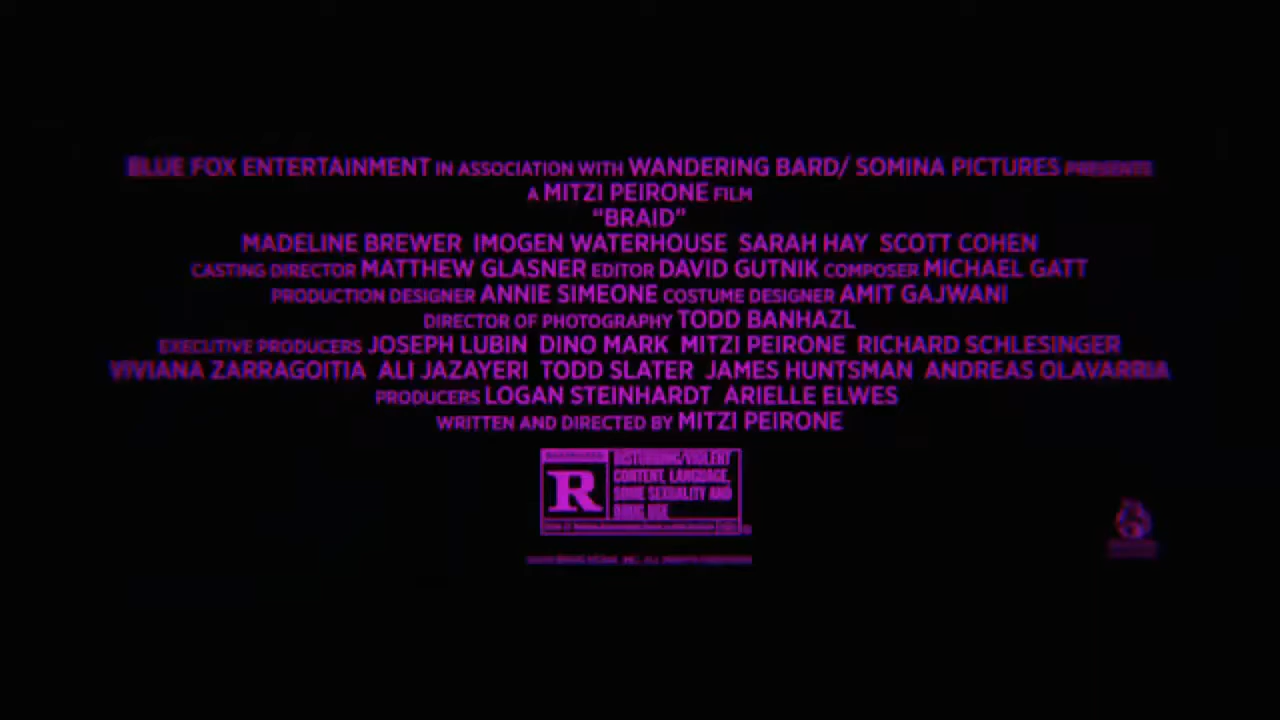 BLUE FOX ENTERTAINMENT IN ASSOCIATION WITH WANDERING BARD/ SOMINA PICTURES PRESENTS
A MITZI PEIRONE FILM
"BRAID"
MADELINE BREWER IMOGEN WATERHOUSE SARAH HAY SCOTT COHEN
CASTING DIRECTOR MATTHEW GLASNER EDITOR DAVID GUTNIK COMPOSER MICHAEL GATT
PRODUCTION DESIGNER ANNIE SIMEONE COSTUME DESIGNER AMIT GAJWANI
DIRECTOR OF PHOTOGRAPHY TODD BANHAZL
EXECUTIVE PRODUCERS JOSEPH LUBIN DINO MARK MITZI PEIRONE RICHARD SCHLESINGER
VIVIANA ZARRAGOITIA ALI JAZAYERI TODD SLATER JAMES HUNTSMAN ANDREAS OLAVARRIA
PRODUCERS LOGAN STEINHARDT ARIELLE ELWES
WRITTEN AND DIRECTED BY MITZI PEIRONE
R
DISTURBING/VIOLENT
CONTENT, LANGUAGE,
SOME SEXUALITY AND
DRUG USE